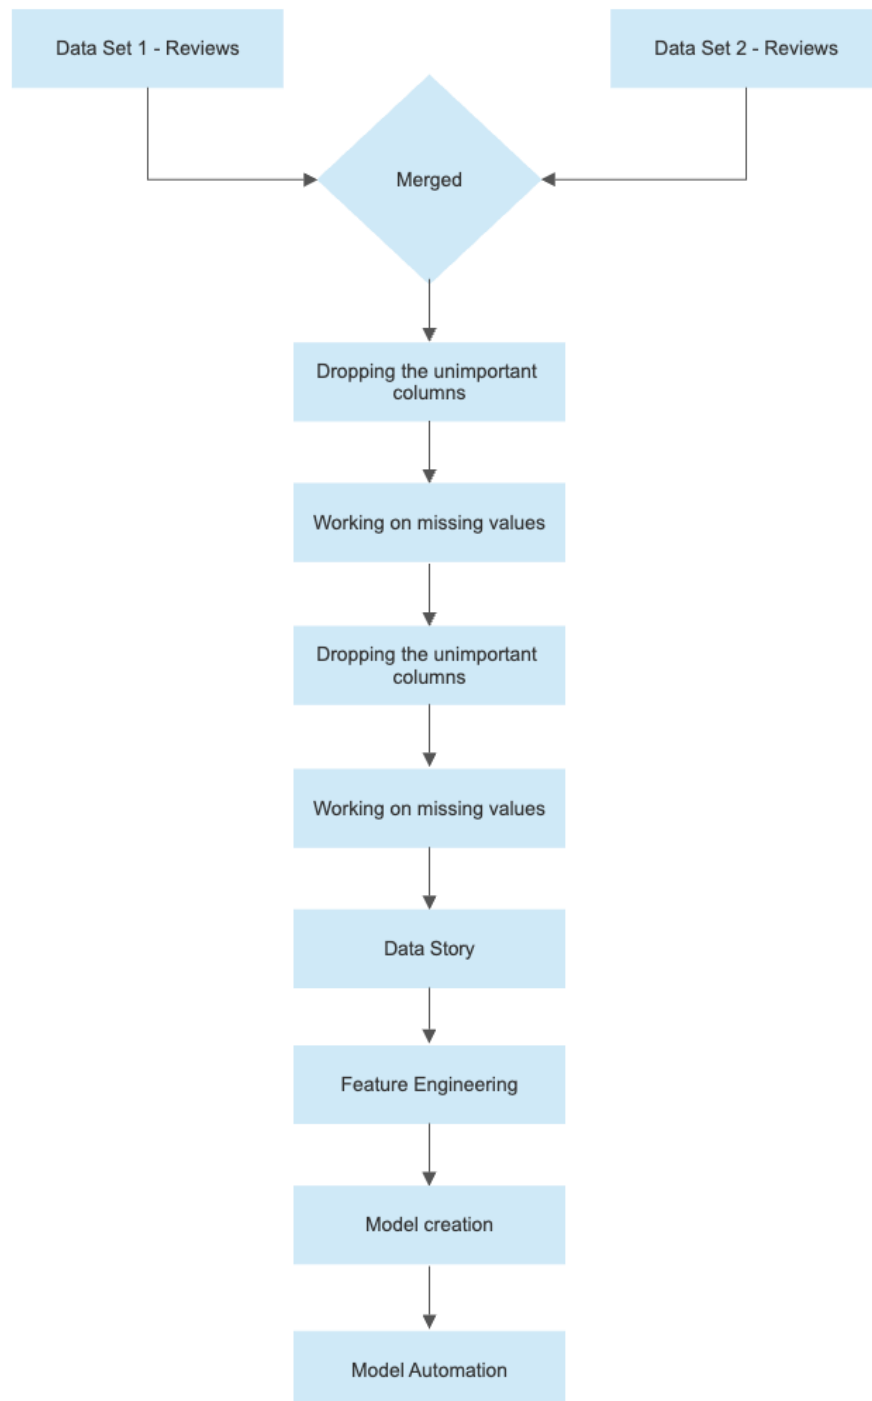 Data Set 1 - Reviews
Data Set 2 - Reviews
Merged
Dropping the unimportant
columns
Working on missing values
Dropping the unimportant
columns
Working on missing values
Data Story
Feature Engineering
Model creation
Model Automation